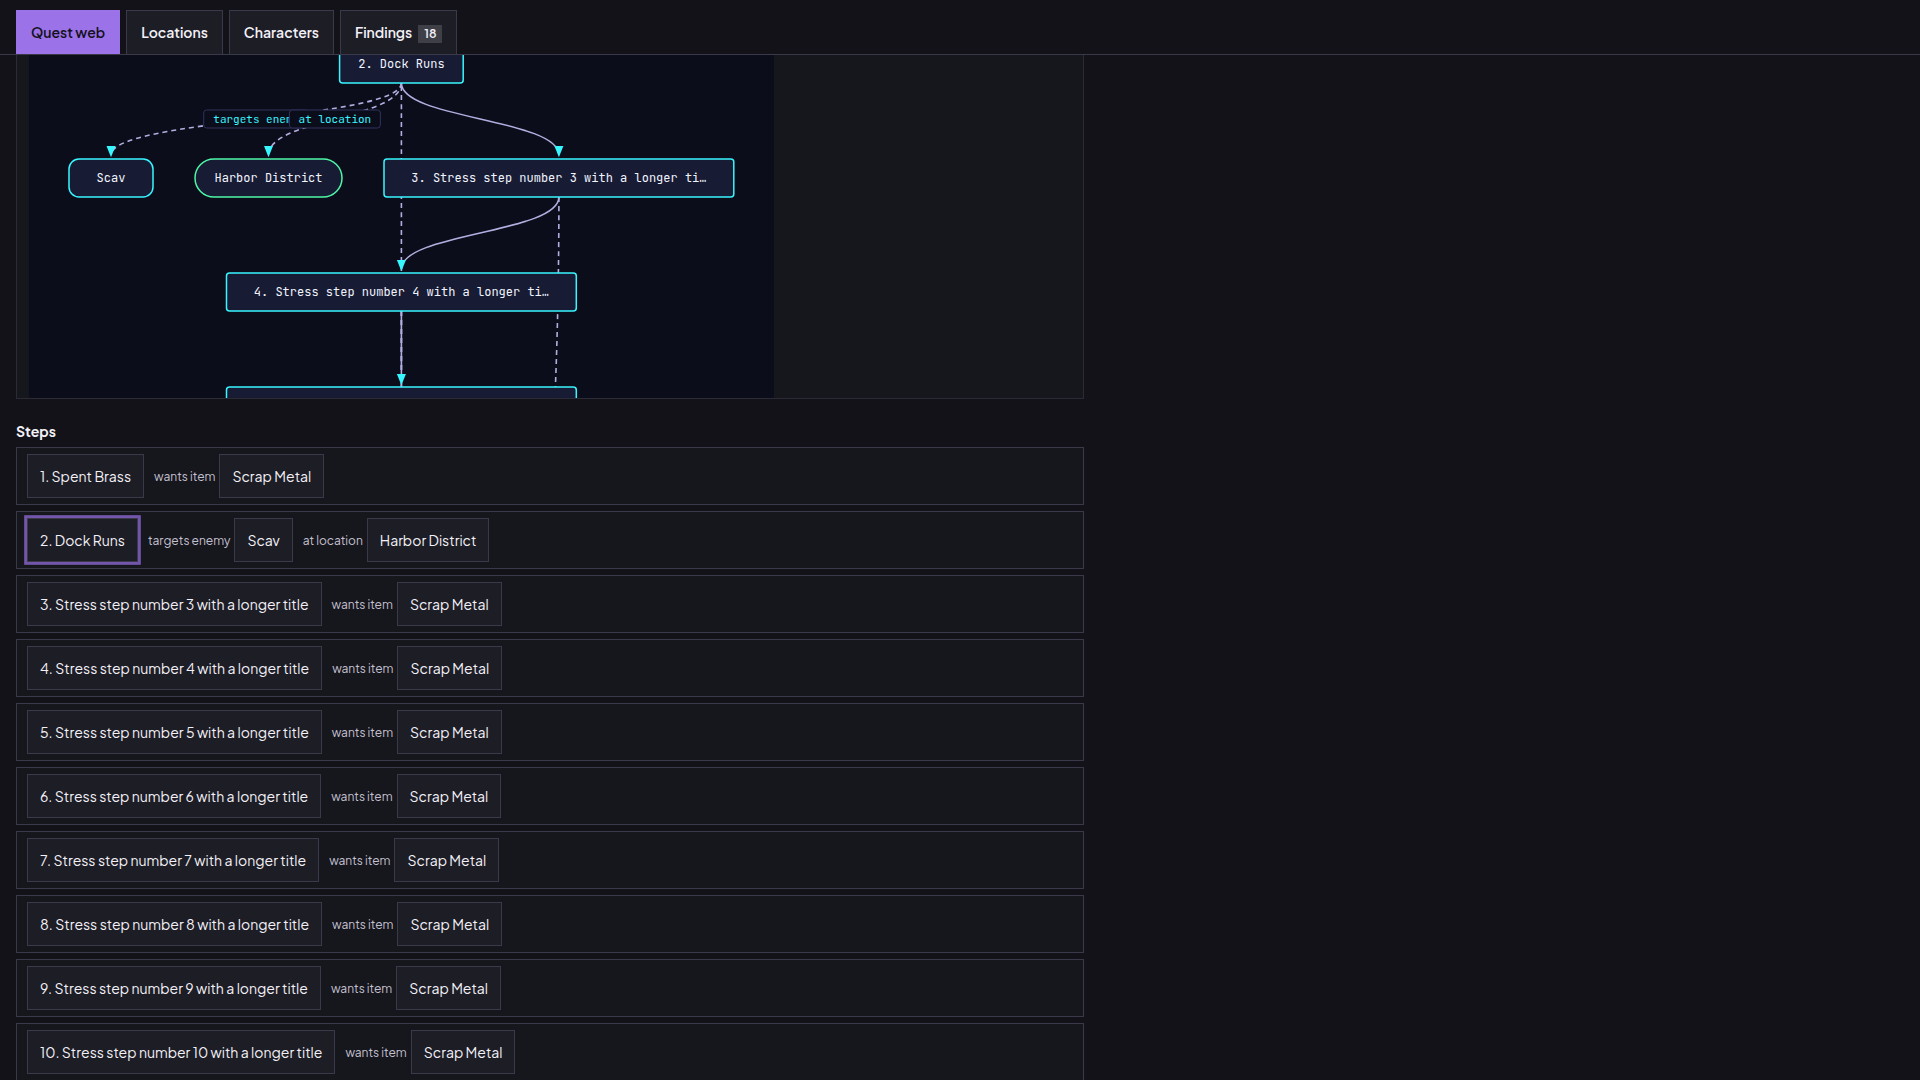 Quest web
Locations
Characters
Findings 18
2. Dock Runs
targets ene
at location
Scav
Harbor District
3. Stress step number 3 with a longer ti…
4. Stress step number 4 with a longer ti…
Steps
1. Spent Brass wants item Scrap Metal
2. Dock Runs targets enemy Scav at location Harbor District
3. Stress step number 3 with a longer title wants item Scrap Metal
4. Stress step number 4 with a longer title wants item Scrap Metal
5. Stress step number 5 with a longer title wants item Scrap Metal
6. Stress step number 6 with a longer title wants item Scrap Metal
7. Stress step number 7 with a longer title wants item Scrap Metal
8. Stress step number 8 with a longer title wants item Scrap Metal
9. Stress step number 9 with a longer title wants item Scrap Metal
10. Stress step number 10 with a longer title wants item Scrap Metal